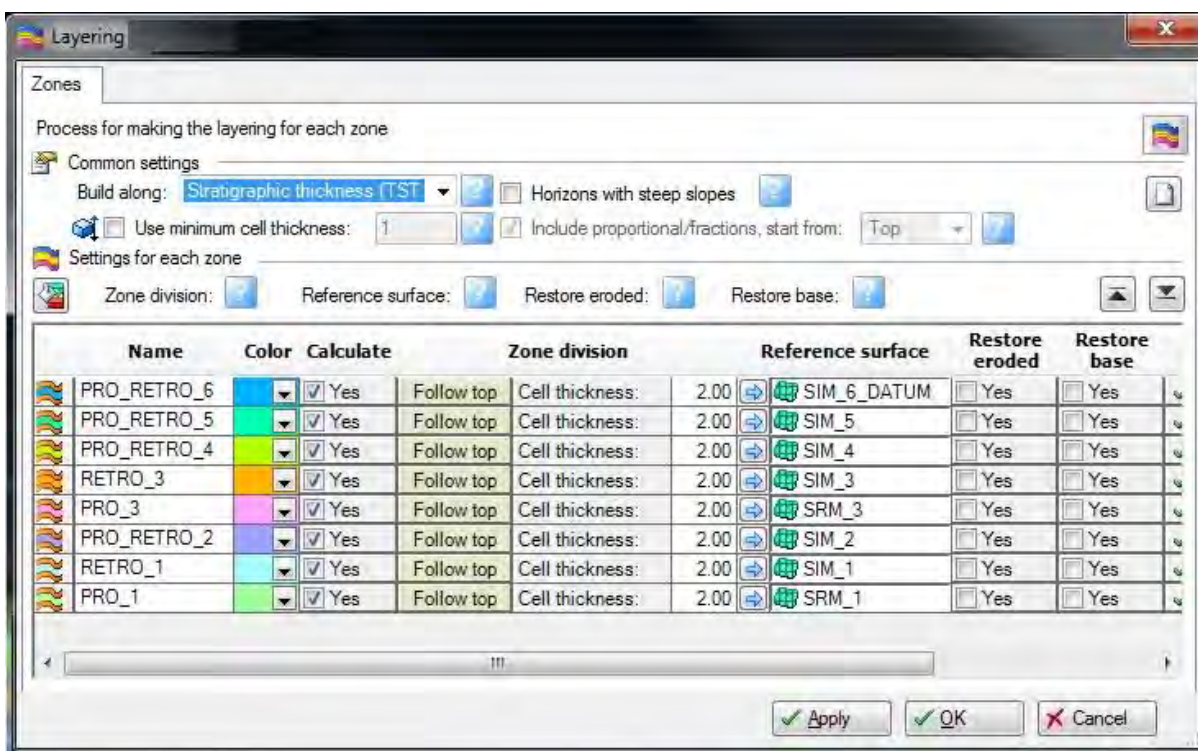 Layering
Zones
Process for making the layering for each zone
Common settings
Build along: Stratigraphic thickness (TST ? Horizons with steep slopes ?
Use minimum cell thickness: 1 ? Include proportional/fractions, start from: Top ?
Settings for each zone
Zone division: ? Reference surface: ? Restore eroded: ? Restore base: ?
Name Color Calculate Zone division Reference surface Restore eroded Restore base
PRO_RETRO_6 Yes Follow top Cell thickness: 2.00 SIM_6_DATUM Yes Yes
PRO_RETRO_5 Yes Follow top Cell thickness: 2.00 SIM_5 Yes Yes
PRO_RETRO_4 Yes Follow top Cell thickness: 2.00 SIM_4 Yes Yes
RETRO_3 Yes Follow top Cell thickness: 2.00 SIM_3 Yes Yes
PRO_3 Yes Follow top Cell thickness: 2.00 SRM_3 Yes Yes
PRO_RETRO_2 Yes Follow top Cell thickness: 2.00 SIM_2 Yes Yes
RETRO_1 Yes Follow top Cell thickness: 2.00 SIM_1 Yes Yes
PRO_1 Yes Follow top Cell thickness: 2.00 SRM_1 Yes Yes
Apply OK Cancel